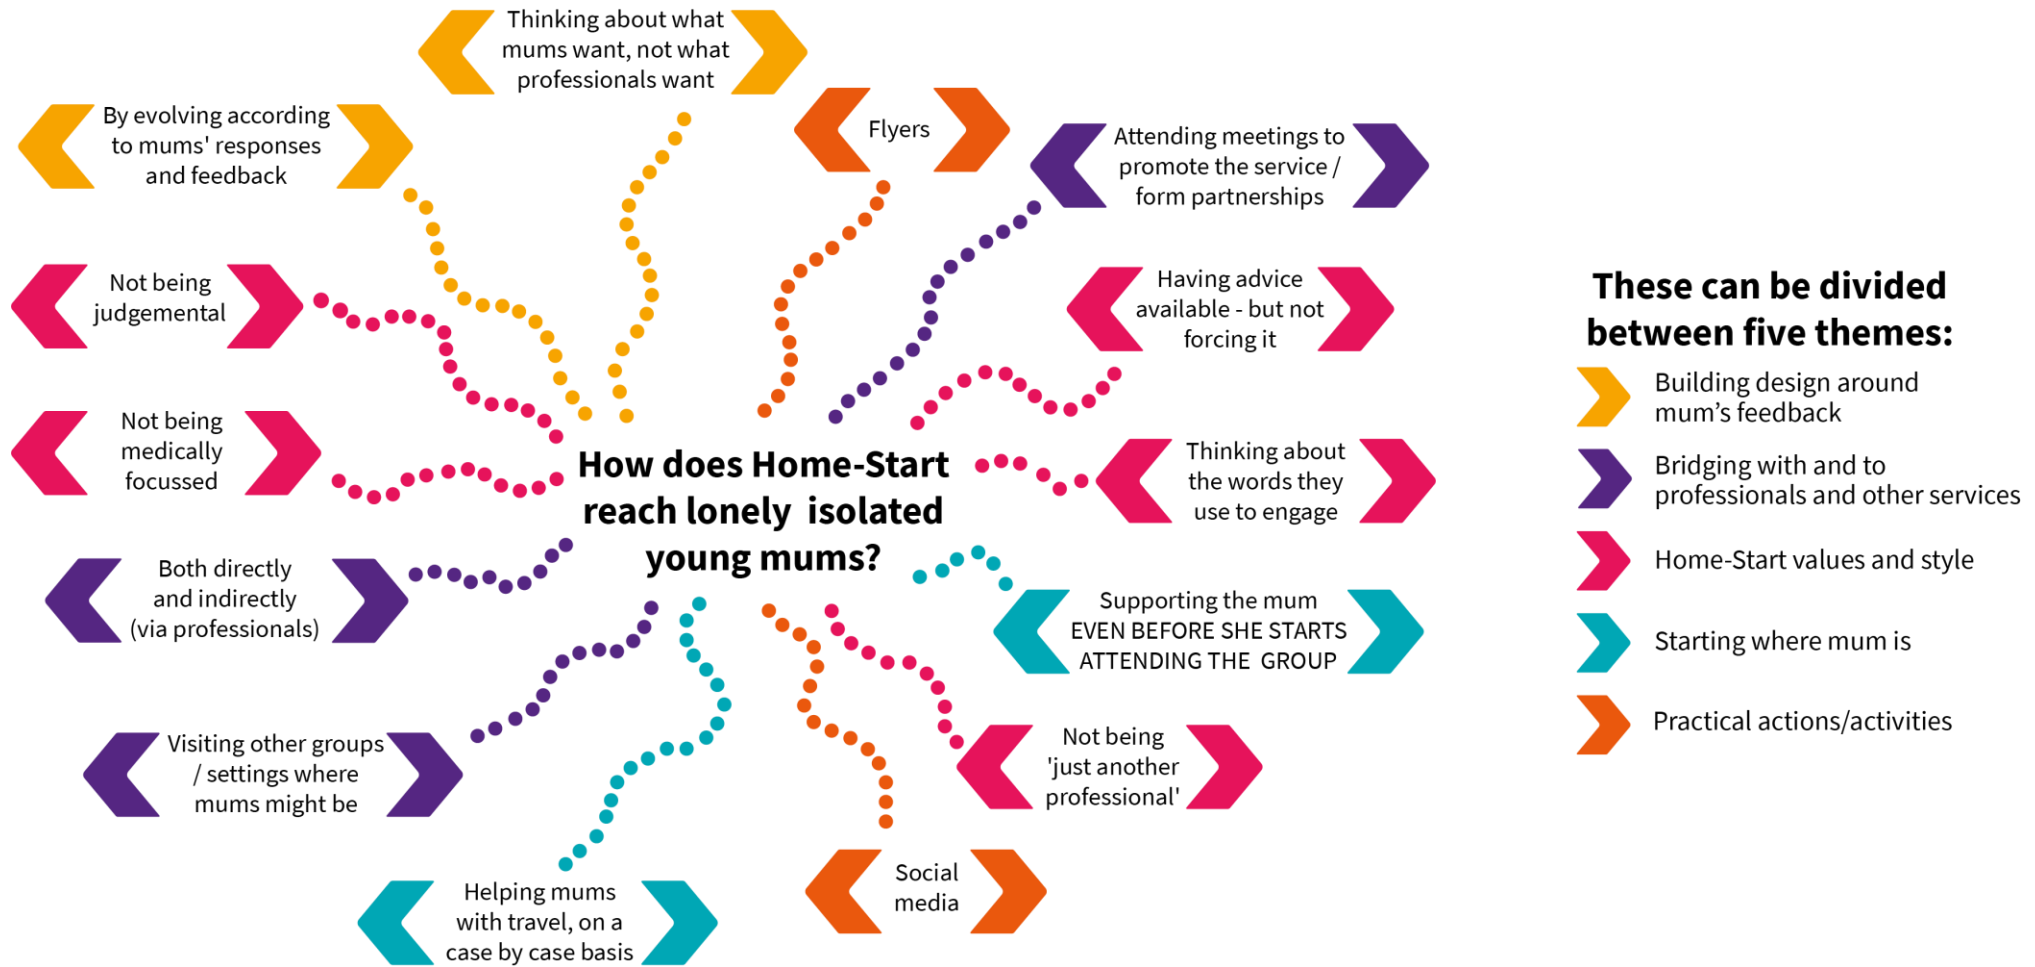 Thinking about what
mums want, not what
professionals want
By evolving according
to mums' responses
and feedback
Flyers
Attending meetings to
promote the service /
form partnerships
Not being
judgemental
Having advice
available - but not
forcing it
Not being
medically
focussed
Thinking about
the words they
use to engage
How does Home-Start
reach lonely isolated
young mums?
Both directly
and indirectly
(via professionals)
Supporting the mum
EVEN BEFORE SHE STARTS
ATTENDING THE GROUP
Visiting other groups
/ settings where
mums might be
Not being
'just another
professional'
Helping mums
with travel, on a
case by case basis
Social
media
These can be divided
between five themes:
Building design around
mum’s feedback
Bridging with and to
professionals and other services
Home-Start values and style
Starting where mum is
Practical actions/activities